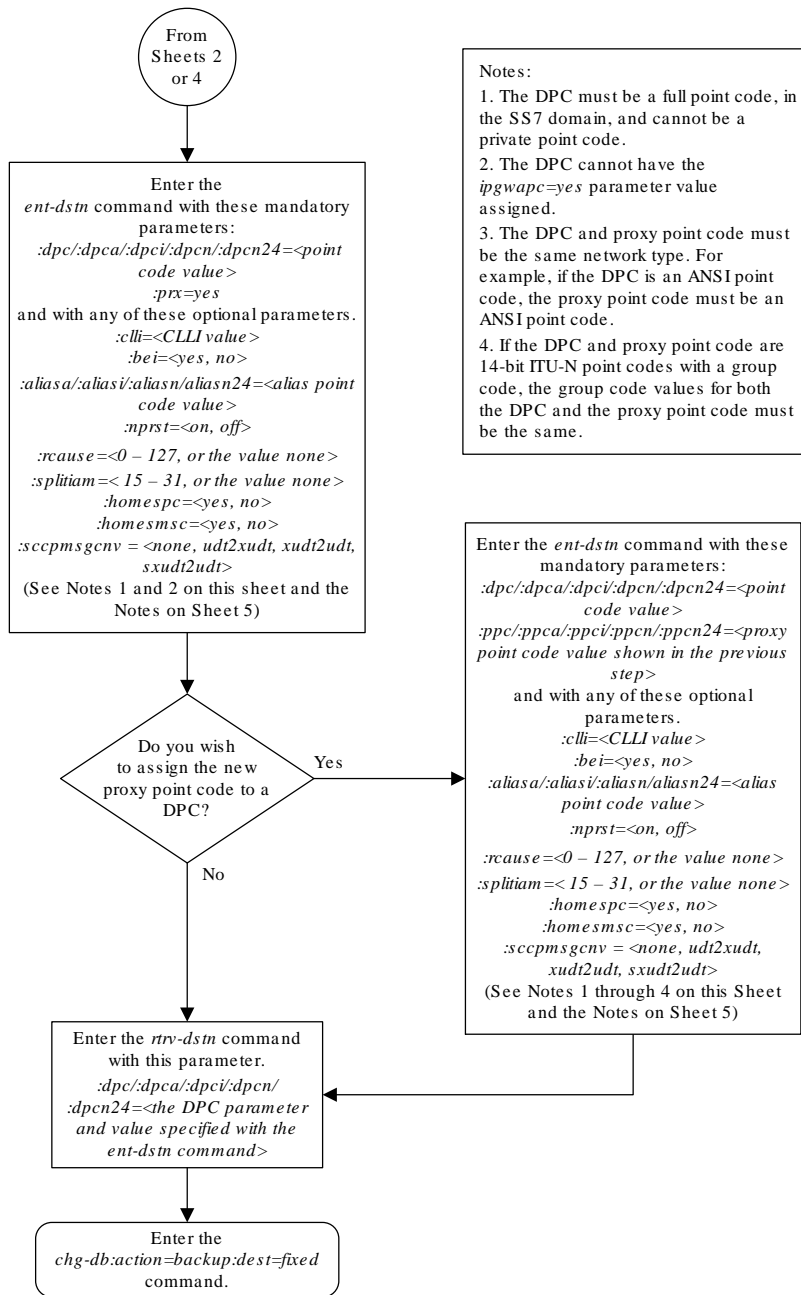 From
Sheets 2
or 4
Notes:
1. The DPC must be a full point code, in
the SS7 domain, and cannot be a
private point code.
2. The DPC cannot have the
ipgwapc=yes parameter value
assigned.
3. The DPC and proxy point code must
be the same network type. For
example, if the DPC is an ANSI point
code, the proxy point code must be an
ANSI point code.
4. If the DPC and proxy point code are
14-bit ITU-N point codes with a group
code, the group code values for both
the DPC and the proxy point code must
be the same.
Enter the
ent-dstn command with these mandatory
parameters:
:dpc/:dpca/:dpci/:dpcn/:dpcn24=<point
code value>
:prx=yes
and with any of these optional parameters.
:clli=<CLLI value>
:bei=<yes, no>
:aliasa/:aliasi/:aliasn/aliasn24=<alias point
code value>
:nprst=<on, off>
:rcause=<0 – 127, or the value none>
:splitiam=< 15 – 31, or the value none>
:homespc=<yes, no>
:homesmsc=<yes, no>
:sccpmsgcnv = <none, udt2xudt, xudt2udt,
sxudt2udt>
(See Notes 1 and 2 on this sheet and the
Notes on Sheet 5)
Do you wish
to assign the new
proxy point code to a
DPC?
Yes
No
Enter the ent-dstn command with these
mandatory parameters:
:dpc/:dpca/:dpci/:dpcn/:dpcn24=<point
code value>
:ppc/:ppca/:ppci/:ppcn/:ppcn24=<proxy
point code value shown in the previous
step>
and with any of these optional
parameters.
:clli=<CLLI value>
:bei=<yes, no>
:aliasa/:aliasi/:aliasn/aliasn24=<alias
point code value>
:nprst=<on, off>
:rcause=<0 – 127, or the value none>
:splitiam=< 15 – 31, or the value none>
:homespc=<yes, no>
:homesmsc=<yes, no>
:sccpmsgcnv = <none, udt2xudt,
xudt2udt, sxudt2udt>
(See Notes 1 through 4 on this Sheet
and the Notes on Sheet 5)
Enter the rtrv-dstn command
with this parameter.
:dpc/:dpca/:dpci/:dpcn/
:dpcn24=<the DPC parameter
and value specified with the
ent-dstn command>
Enter the
chg-db:action=backup:dest=fixed
command.